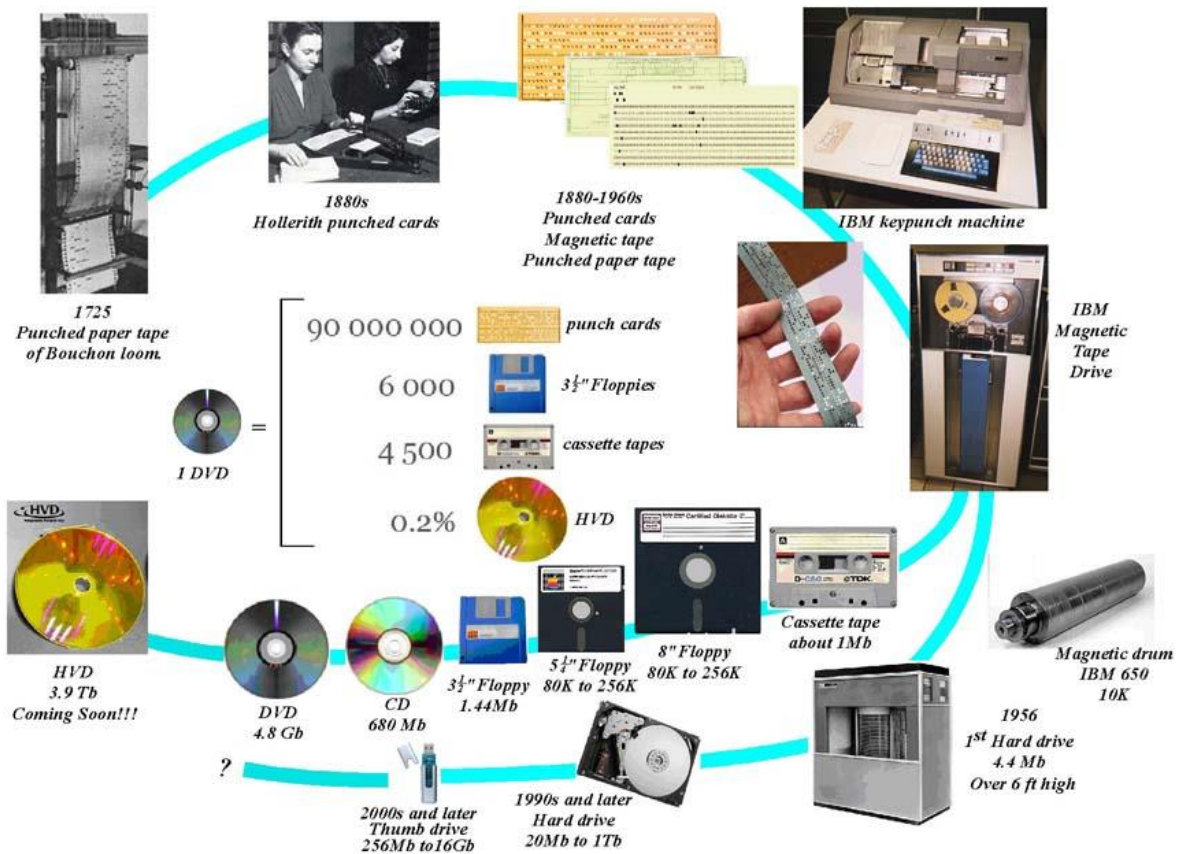 1880s
Hollerith punched cards
1880-1960s
Punched cards
Magnetic tape
Punched paper tape
IBM keypunch machine
1725
Punched paper tape
of Bouchon loom.
IBM
Magnetic
Tape
Drive
1 DVD
=
90 000 000 punch cards
6 000 3½" Floppies
4 500 cassette tapes
0.2% HVD
HVD
HVD
3.9 Tb
Coming Soon!!!
DVD
4.8 Gb
CD
680 Mb
3½" Floppy
1.44Mb
5¼" Floppy
80K to 256K
8" Floppy
80K to 256K
A
D-C60 TDK
Cassette tape
about 1Mb
Magnetic drum
IBM 650
10K
1956
1st Hard drive
4.4 Mb
Over 6 ft high
1990s and later
Hard drive
20Mb to 1Tb
2000s and later
Thumb drive
256Mb to16Gb
?